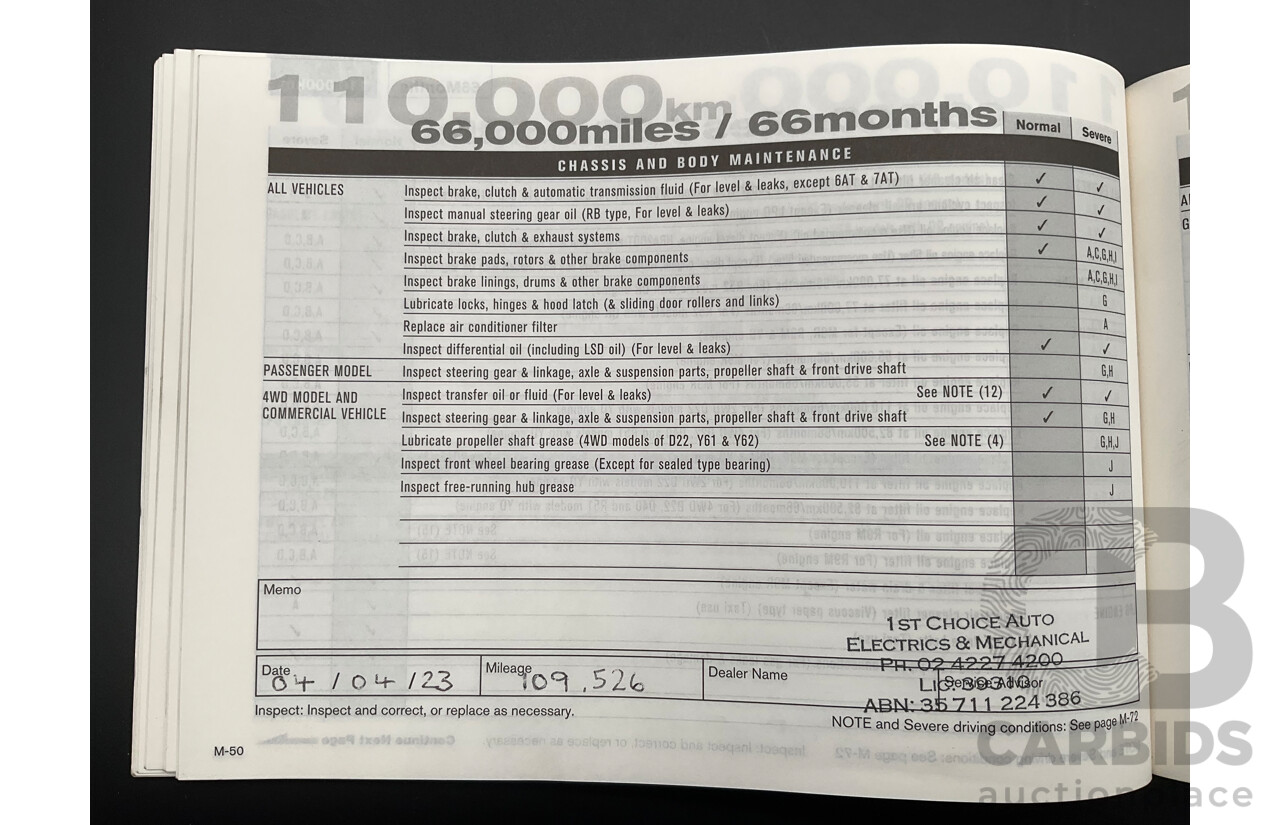 110,000km
66,000miles / 66months
Normal Severe
CHASSIS AND BODY MAINTENANCE
ALL VEHICLES Inspect brake, clutch & automatic transmission fluid (For level & leaks, except 6AT & 7AT) ✓ ✓
Inspect manual steering gear oil (RB type, For level & leaks) ✓ ✓
Inspect brake, clutch & exhaust systems ✓ ✓
Inspect brake pads, rotors & other brake components ✓ A,C,G,H,I
Inspect brake linings, drums & other brake components A,C,G,H,I
Lubricate locks, hinges & hood latch (& sliding door rollers and links) G
Replace air conditioner filter A
Inspect differential oil (including LSD oil) (For level & leaks) ✓ ✓
PASSENGER MODEL Inspect steering gear & linkage, axle & suspension parts, propeller shaft & front drive shaft G,H
4WD MODEL AND Inspect transfer oil or fluid (For level & leaks) See NOTE (12) ✓ ✓
COMMERCIAL VEHICLE Inspect steering gear & linkage, axle & suspension parts, propeller shaft & front drive shaft ✓ G,H
Lubricate propeller shaft grease (4WD models of D22, Y61 & Y62) See NOTE (4) G,H,J
Inspect front wheel bearing grease (Except for sealed type bearing) J
Inspect free-running hub grease J
Memo
1ST CHOICE AUTO
ELECTRICS & MECHANICAL
PH. 02 4227 4200
Date 04 / 04 / 23 Mileage 109,526 Dealer Name Service Advisor
ABN: 35 711 224 386
Inspect: Inspect and correct, or replace as necessary.
NOTE and Severe driving conditions: See page M-72
M-50
B
CARBIDS
auctionplace